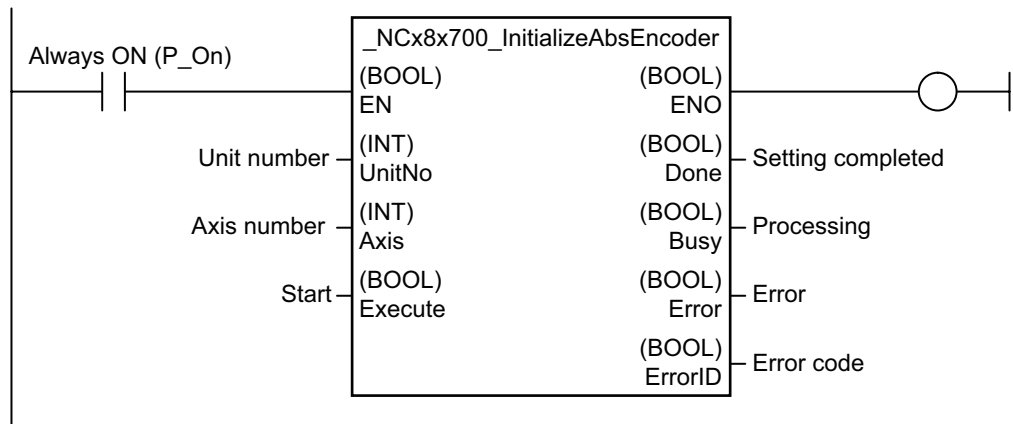 _NCx8x700_InitializeAbsEncoder
Always ON (P_On)
(BOOL) (BOOL)
EN ENO
Unit number (INT) (BOOL) Setting completed
UnitNo Done
Axis number (INT) (BOOL) Processing
Axis Busy
Start (BOOL) (BOOL) Error
Execute Error
(BOOL) Error code
ErrorID